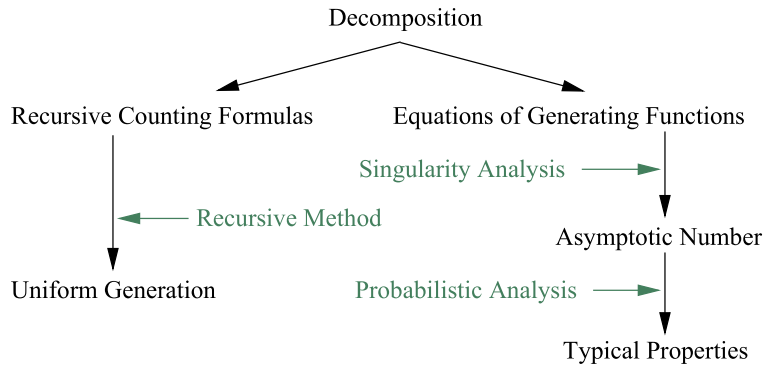 Decomposition
Recursive Counting Formulas
Equations of Generating Functions
Singularity Analysis
Recursive Method
Asymptotic Number
Uniform Generation
Probabilistic Analysis
Typical Properties